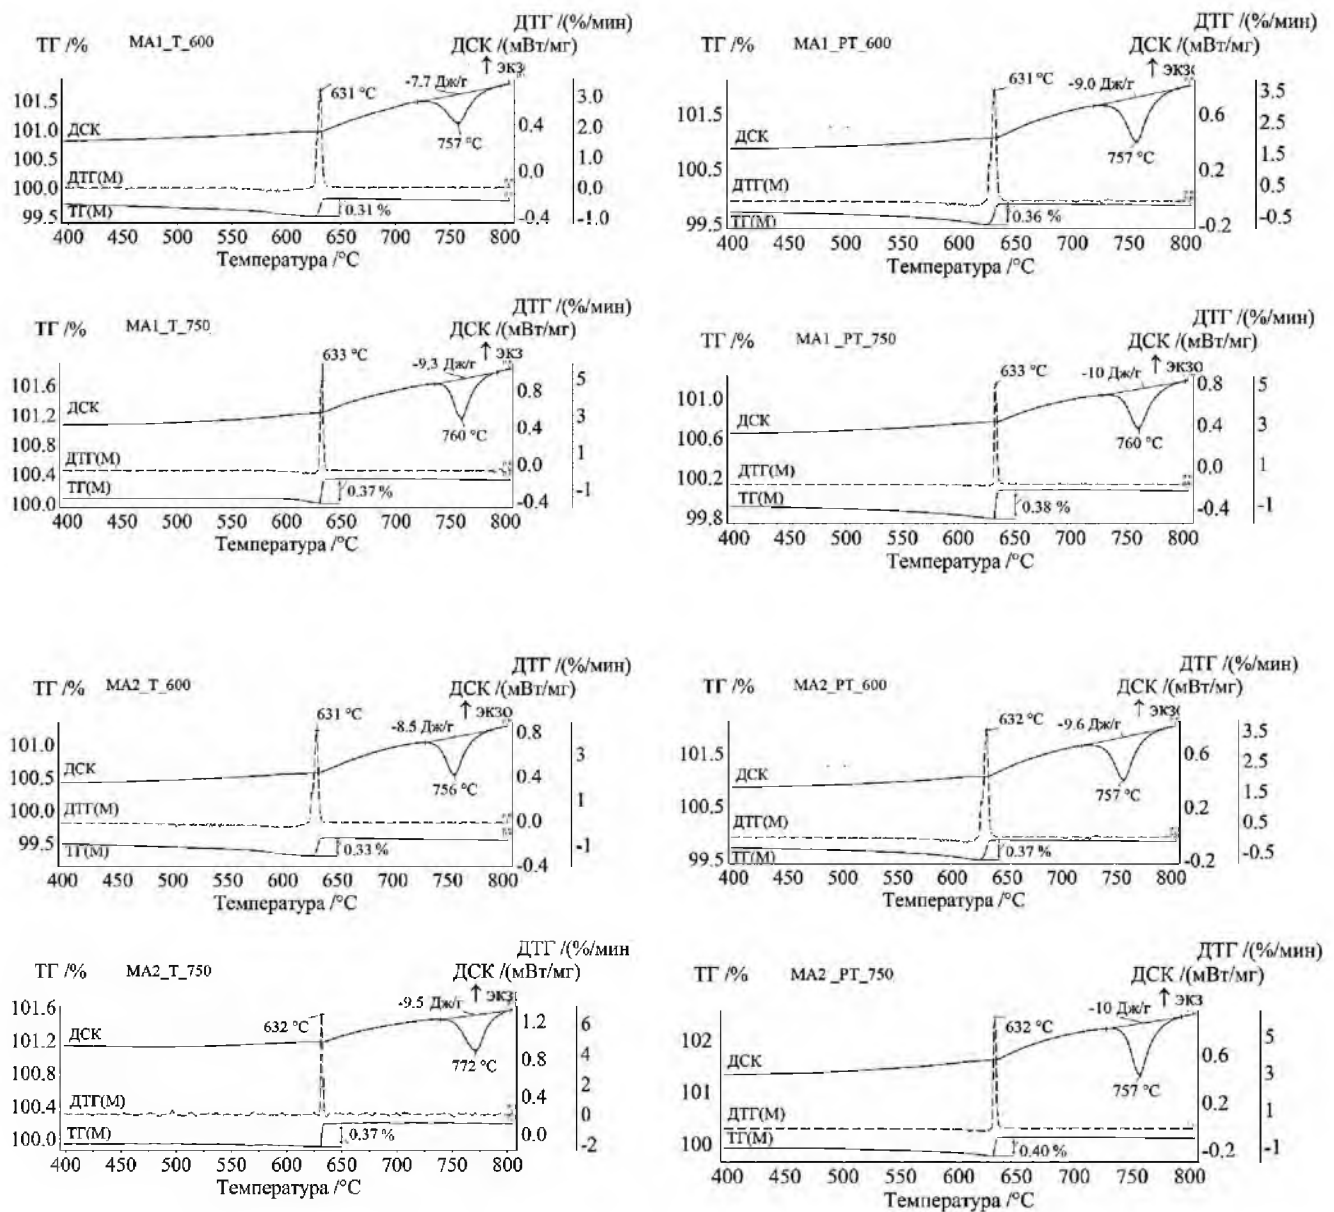 ТГ /% MA1_T_600 ДТГ /(%/мин)
ДСК /(мВт/мг)
↑ экз
-7.7 Дж/г
631 °C
101.5 101.0 100.5 100.0 99.5
ДСК
757 °C
ДТГ(М)
ТГ(М)
0.31 %
0.4 0.0 -0.4
3.0 2.0 1.0 0.0 -1.0
400 450 500 550 600 650 700 750 800
Температура /°C
ТГ /% MA1_PT_600 ДТГ /(%/мин)
ДСК /(мВт/мг)
↑ экзо
-9.0 Дж/г
631 °C
101.5 101.0 100.5 100.0 99.5
ДСК
757 °C
ДТГ(М)
ТГ(М)
0.36 %
0.6 0.2 -0.2
3.5 2.5 1.5 0.5 -0.5
400 450 500 550 600 650 700 750 800
Температура /°C
ТГ /% MA1_T_750 ДТГ /(%/мин)
ДСК /(мВт/мг)
↑ экз
-9,3 Дж/г
633 °C
101.6 101.2 100.8 100.4 100.0
ДСК
760 °C
ДТГ(М)
ТГ(М)
0.37 %
0.8 0.4 0.0 -0.4
5 3 1 -1
400 450 500 550 600 650 700 750 800
Температура /°C
ТГ /% MA1_PT_750 ДТГ /(%/мин)
ДСК /(мВт/мг)
↑ экзо
-10 Дж/г
633 °C
101.0 100.6 100.2 99.8
ДСК
760 °C
ДТГ(М)
ТГ(М)
0.38 %
0.8 0.4 0.0 -0.4
5 3 1 -1
400 450 500 550 600 650 700 750 800
Температура /°C
ТГ /% MA2_T_600 ДТГ /(%/мин)
ДСК /(мВт/мг)
↑ экзо
-8.5 Дж/г
631 °C
101.0 100.5 100.0 99.5
ДСК
756 °C
ДТГ(М)
ТГ(М)
0.33 %
0.8 0.4 0.0 -0.4
3 1 -1
400 450 500 550 600 650 700 750 800
Температура /°C
ТГ /% MA2_PT_600 ДТГ /(%/мин)
ДСК /(мВт/мг)
↑ экзо
-9.6 Дж/г
632 °C
101.5 100.5 99.5
ДСК
757 °C
ДТГ(М)
ТГ(М)
0.37 %
0.6 0.2 -0.2
3.5 2.5 1.5 0.5 -0.5
400 450 500 550 600 650 700 750 800
Температура /°C
ТГ /% MA2_T_750 ДТГ /(%/мин
ДСК /(мВт/мг)
↑ экз
-9.5 Дж/г
632 °C
101.6 101.2 100.8 100.4 100.0
ДСК
772 °C
ДТГ(М)
ТГ(М)
0.37 %
1.2 0.8 0.4 0.0
6 4 2 0 -2
400 450 500 550 600 650 700 750 800
Температура /°C
ТГ /% MA2_PT_750 ДТГ /(%/мин)
ДСК /(мВт/мг)
↑ экз
-10 Дж/г
632 °C
102 101 100
ДСК
757 °C
ДТГ(М)
ТГ(М)
0.40 %
0.6 0.2 -0.2
5 3 1 -1
400 450 500 550 600 650 700 750 800
Температура /°C